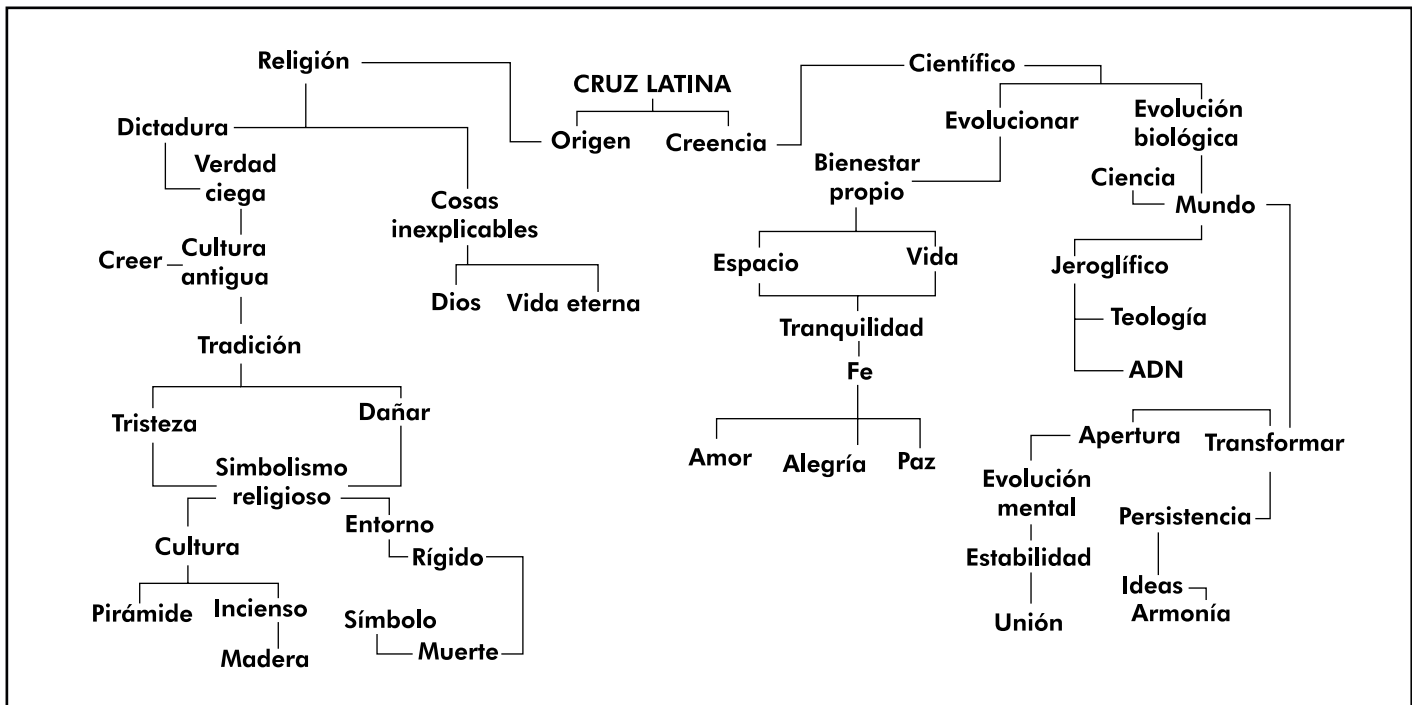 Religión
Científico
CRUZ LATINA
Dictadura
Origen
Creencia
Evolucionar
Evolución
biológica
Verdad
ciega
Bienestar
propio
Ciencia
Mundo
Cosas
inexplicables
Creer
Cultura
antigua
Espacio
Vida
Jeroglífico
Dios
Vida eterna
Teología
Tradición
Tranquilidad
Fe
ADN
Tristeza
Dañar
Apertura
Transformar
Amor
Alegría
Paz
Simbolismo
religioso
Evolución
mental
Entorno
Persistencia
Cultura
Rígido
Estabilidad
Ideas
Armonía
Pirámide
Incienso
Símbolo
Unión
Madera
Muerte